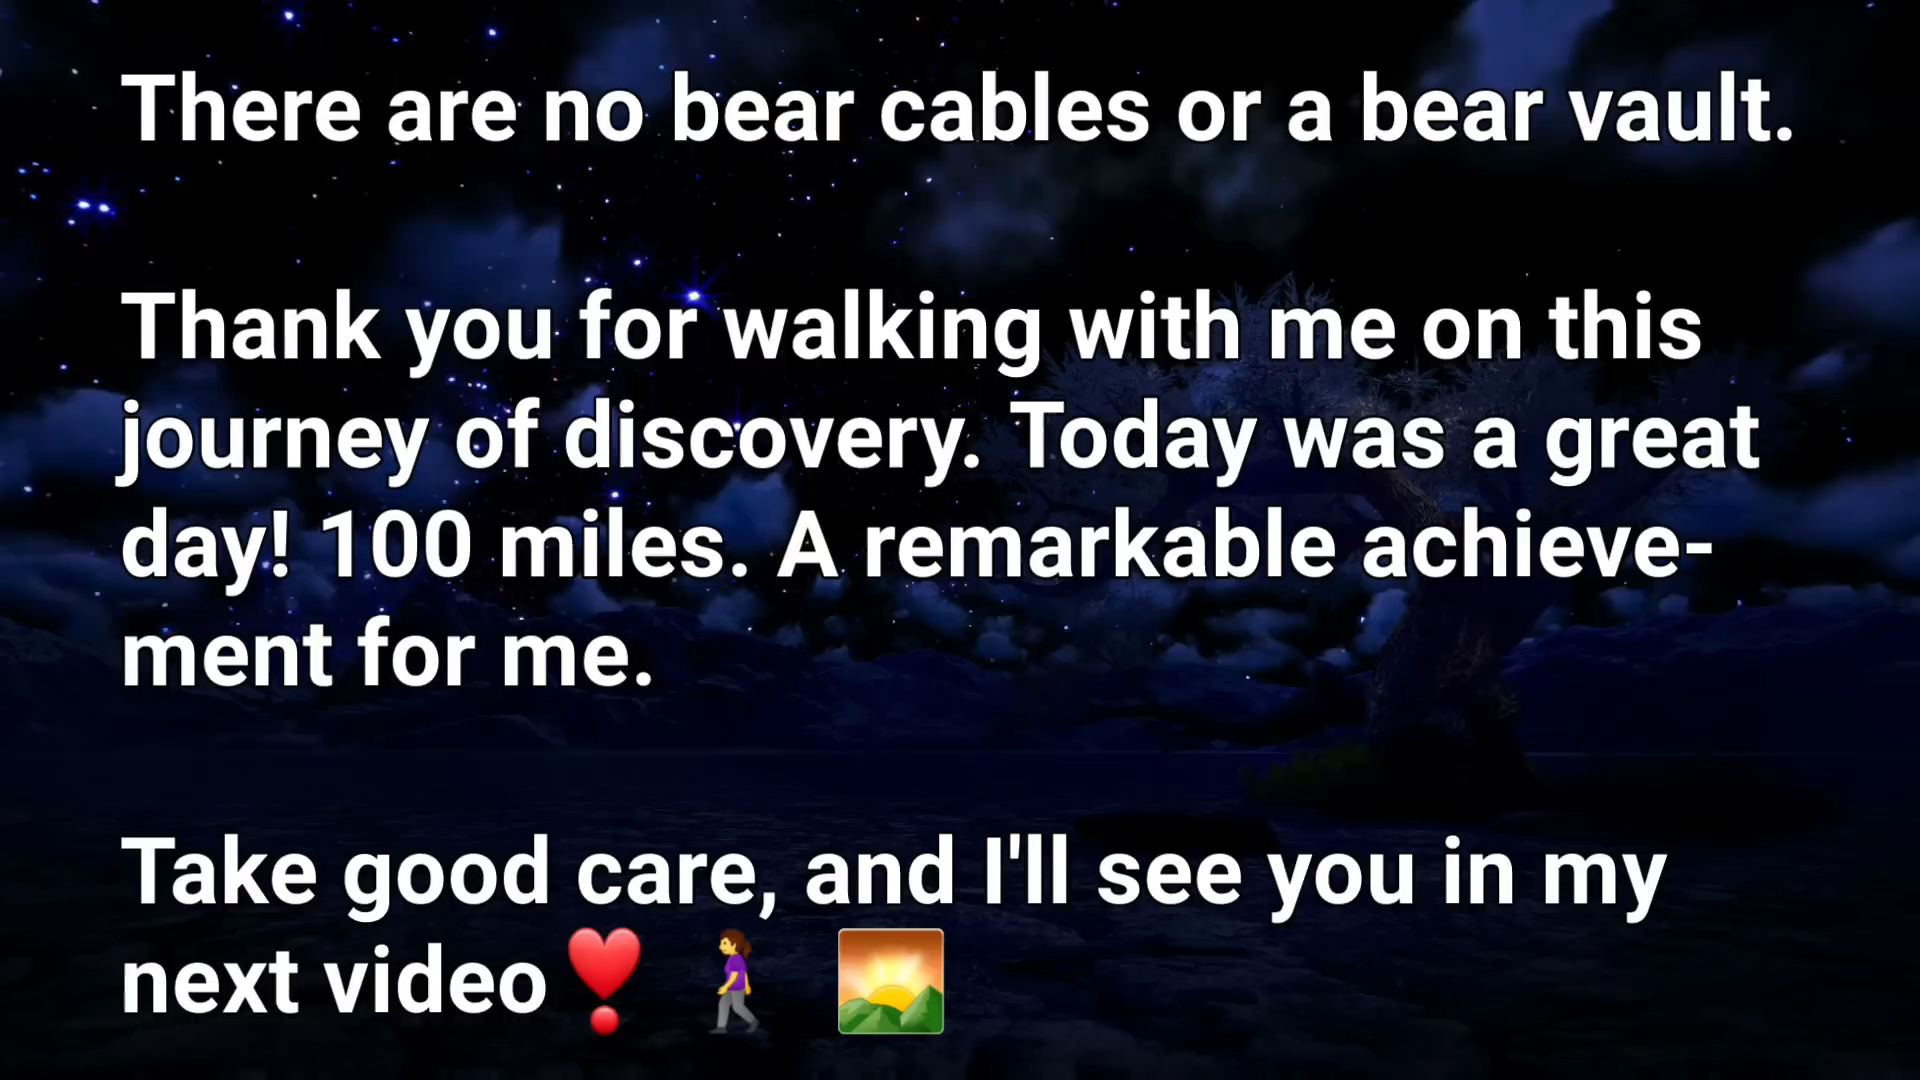 There are no bear cables or a bear vault.
Thank you for walking with me on this
journey of discovery. Today was a great
day! 100 miles. A remarkable achieve-
ment for me.
Take good care, and I'll see you in my
next video❣️ 🚶‍♀️ 🌄